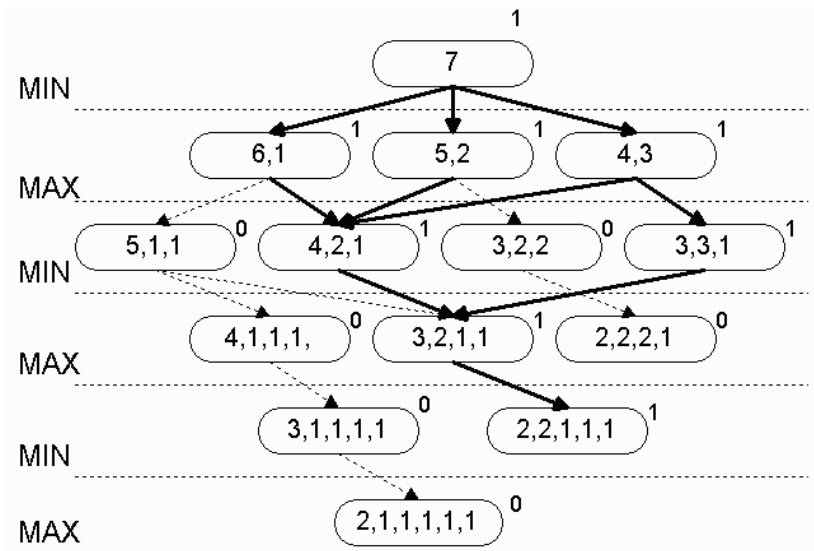 1
7
MIN
6,1 1 5,2 1 4,3 1
MAX
5,1,1 0 4,2,1 1 3,2,2 0 3,3,1 1
MIN
4,1,1,1, 0 3,2,1,1 1 2,2,2,1 0
MAX
3,1,1,1,1 0 2,2,1,1,1 1
MIN
2,1,1,1,1,1 0
MAX